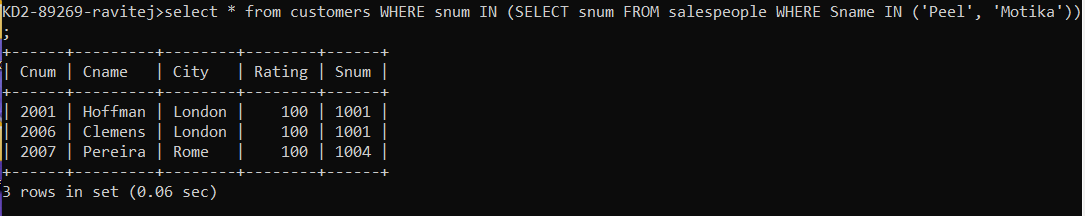 KD2-89269-ravitej>select * from customers WHERE snum IN (SELECT snum FROM salespeople WHERE Sname IN ('Peel', 'Motika'))
;
+------+---------+--------+--------+------+
| Cnum | Cname   | City   | Rating | Snum |
+------+---------+--------+--------+------+
| 2001 | Hoffman | London |    100 | 1001 |
| 2006 | Clemens | London |    100 | 1001 |
| 2007 | Pereira | Rome   |    100 | 1004 |
+------+---------+--------+--------+------+
3 rows in set (0.06 sec)